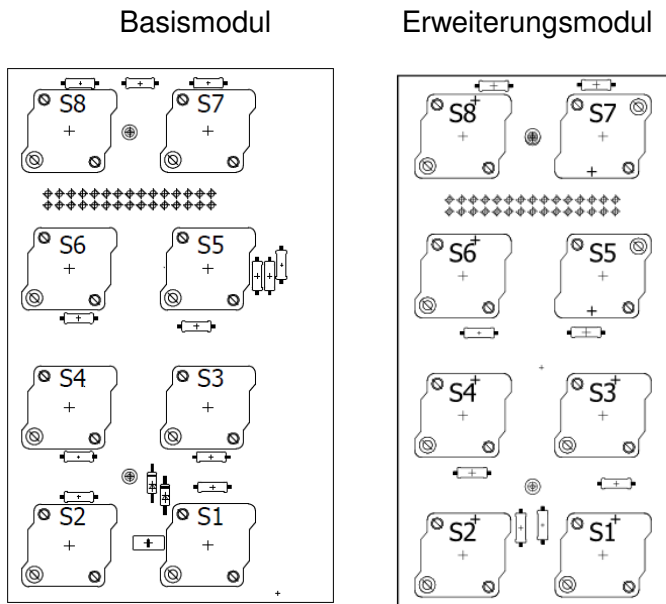 Basismodul Erweiterungsmodul
S8 S7 S8 S7
S6 S5 S6 S5
S4 S3 S4 S3
S2 S1 S2 S1